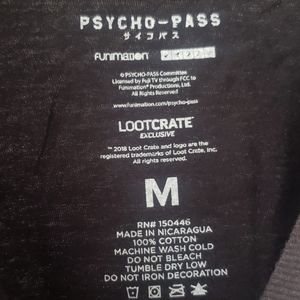 PSYCHO-PASS
サイコパス
FUNIMATION
©PSYCHO-PASS Committee
Licensed by Fuji TV through FCC to
Funimation® Productions, Ltd.
All Rights Reserved
www.funimation.com/psycho-pass
LOOTCRATE™
EXCLUSIVE
™ 2018 Loot Crate and logo are the
registered trademarks of Loot Crate, Inc.
All rights reserved.
M
RN# 150446
MADE IN NICARAGUA
100% COTTON
MACHINE WASH COLD
DO NOT BLEACH
TUMBLE DRY LOW
DO NOT IRON DECORATION